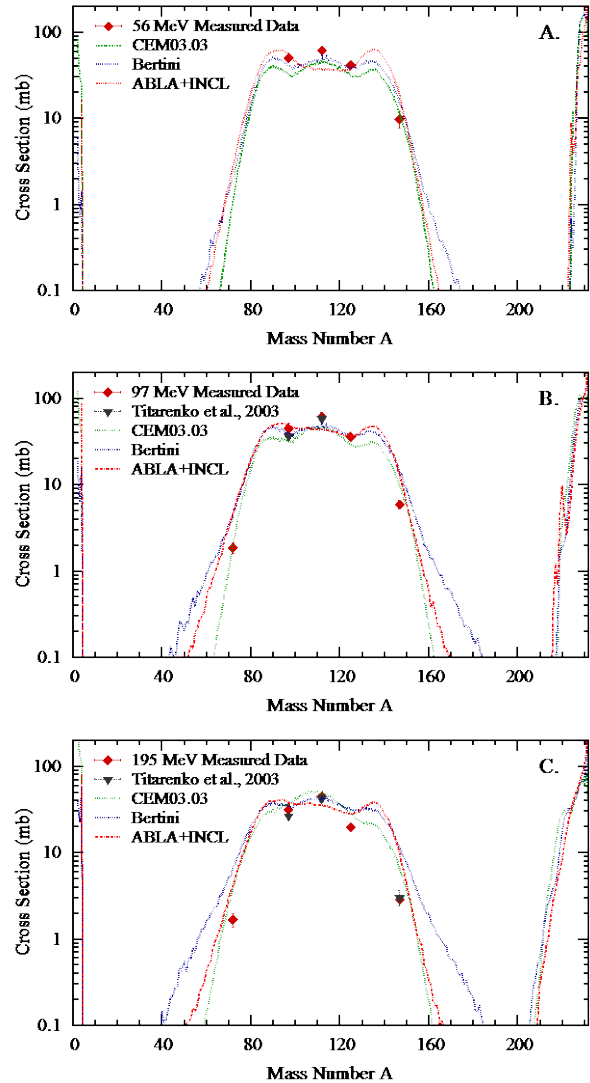 A.
56 MeV Measured Data
CEM03.03
Bertini
ABLA+INCL
Cross Section (mb)
100
10
1
0.1
0 40 80 120 160 200
Mass Number A
B.
97 MeV Measured Data
Titarenko et al., 2003
CEM03.03
Bertini
ABLA+INCL
Cross Section (mb)
100
10
1
0.1
0 40 80 120 160 200
Mass Number A
C.
195 MeV Measured Data
Titarenko et al., 2003
CEM03.03
Bertini
ABLA+INCL
Cross Section (mb)
100
10
1
0.1
0 40 80 120 160 200
Mass Number A